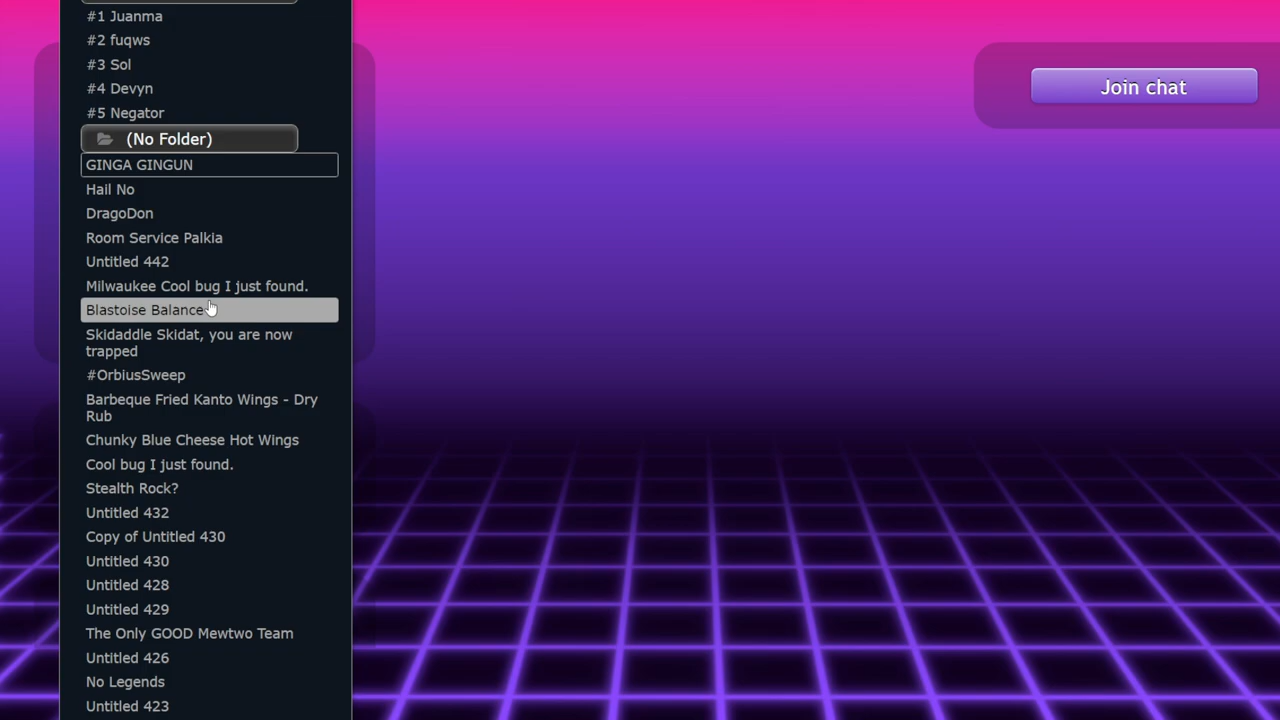 #1 Juanma
#2 fuqws
#3 Sol
#4 Devyn
#5 Negator
(No Folder)
GINGA GINGUN
Hail No
DragoDon
Room Service Palkia
Untitled 442
Milwaukee Cool bug I just found.
Blastoise Balance
Skidaddle Skidat, you are now
trapped
#OrbiusSweep
Barbeque Fried Kanto Wings - Dry
Rub
Chunky Blue Cheese Hot Wings
Cool bug I just found.
Stealth Rock?
Untitled 432
Copy of Untitled 430
Untitled 430
Untitled 428
Untitled 429
The Only GOOD Mewtwo Team
Untitled 426
No Legends
Untitled 423
Join chat